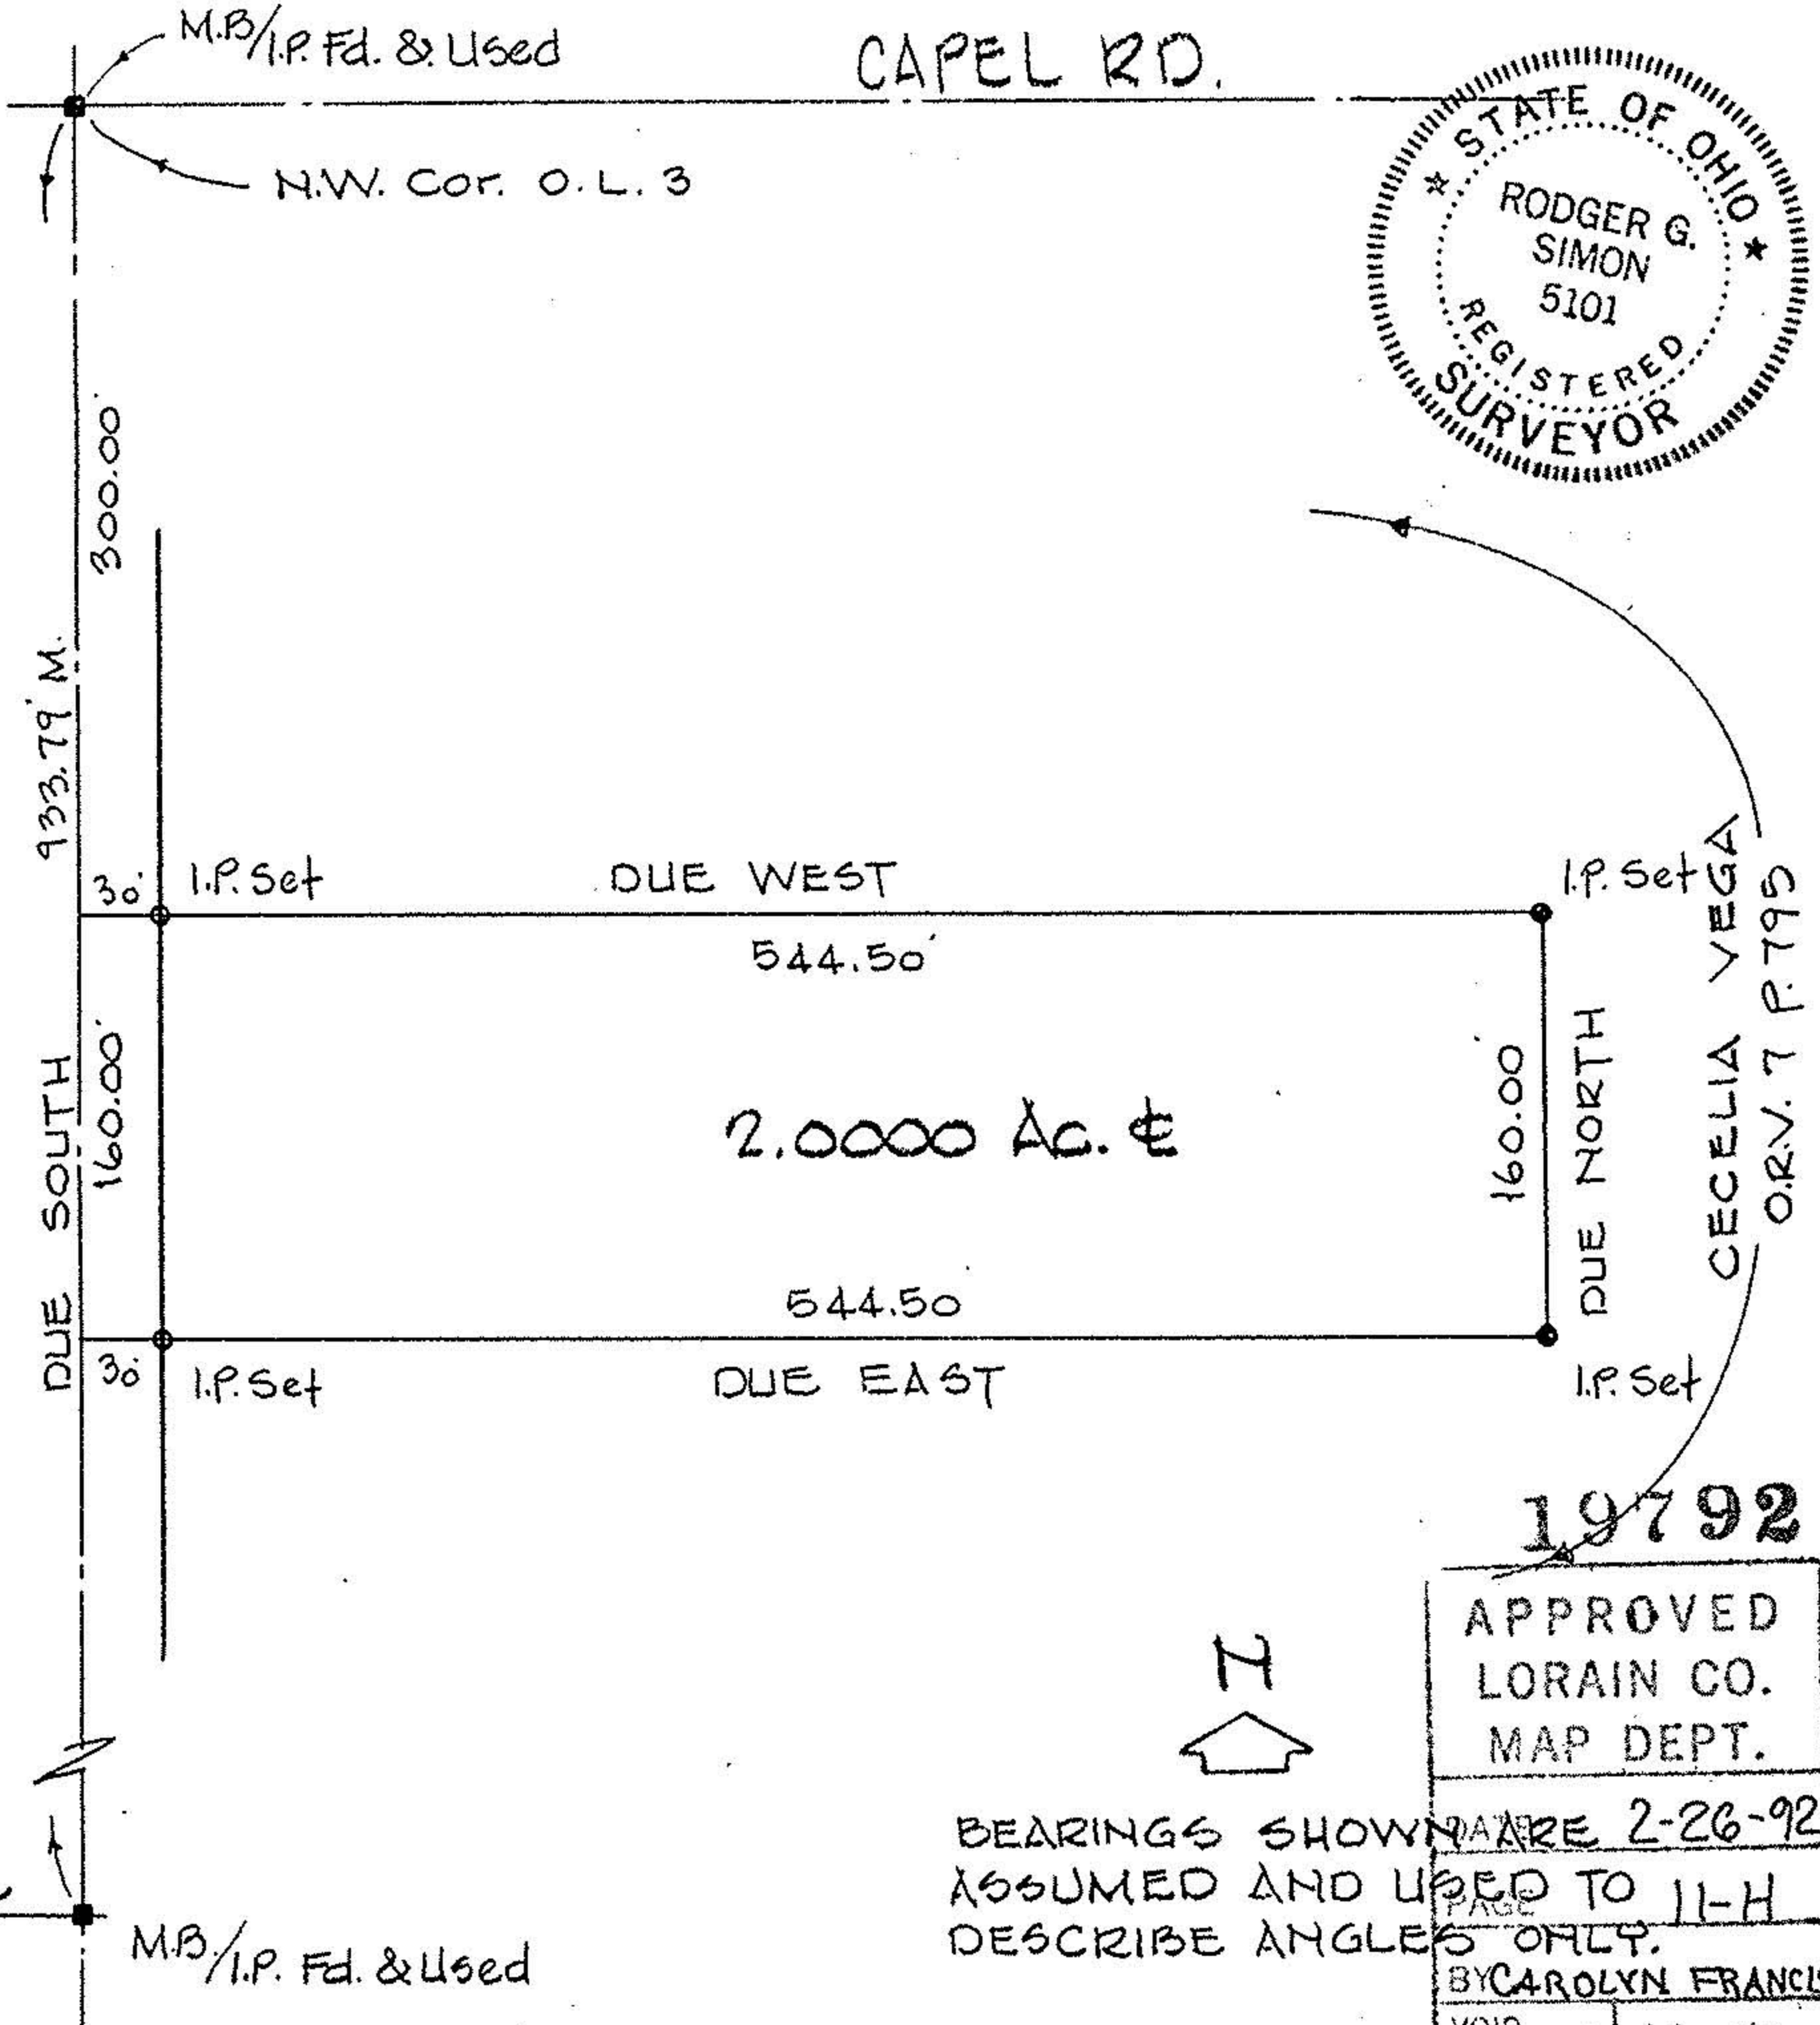 M.B/I.P. Fd. & Used
CAPEL RD.
N.W. Cor. O.L. 3
STATE OF OHIO
RODGER G.
SIMON
5101
REGISTERED
SURVEYOR
300.00'
933.79' M.
30'
I.P. Set
DUE WEST
I.P. Set
544.50'
DUE SOUTH
160.00'
2.0000 Ac. ₵
160.00
DUE NORTH
CECELIA VEGA
O.R.V. 7 P. 795
544.50
30'
I.P. Set
DUE EAST
I.P. Set
19792
APPROVED
LORAIN CO.
MAP DEPT.
N
BEARINGS SHOWN ARE
ASSUMED AND USED TO
DESCRIBE ANGLES ONLY.
DATE 2-26-92
PAGE 11-H
BY CAROLYN
VOID
M.B./I.P. Fd. & Used